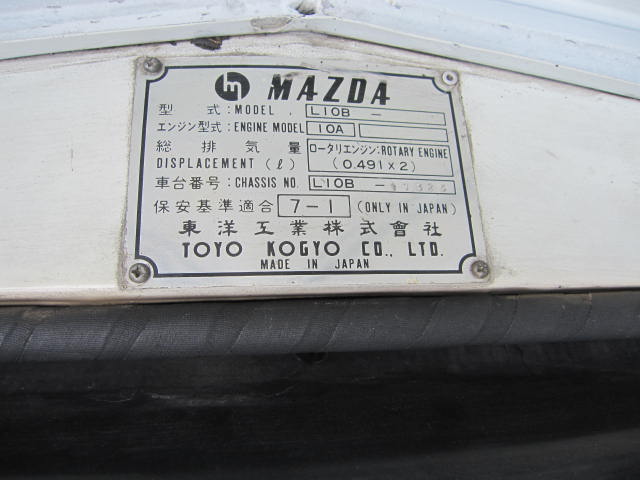 MAZDA
型式: MODEL. L10B -
エンジン型式: ENGINE MODEL 10A
総排気量 ロータリエンジン: ROTARY ENGINE
DISPLACEMENT (ℓ) (0.491 x 2)
車台番号: CHASSIS NO. L10B -
保安基準適合 7-1 (ONLY IN JAPAN)
東洋工業株式會社
TOYO KOGYO CO., LTD.
MADE IN JAPAN